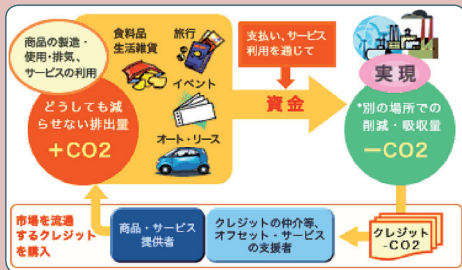 商品の製造・
使用・排気、
サービスの利用
食料品
生活雑貨
旅行
イベント
オート・リース
どうしても減
らせない排出量
+CO2
支払い、サービス
利用を通じて
資金
実現
*別の場所での
削減・吸収量
-CO2
市場を流通
するクレジット
を購入
商品・サービス
提供者
クレジットの仲介等、
オフセット・サービス
の支援者
クレジット
-CO2